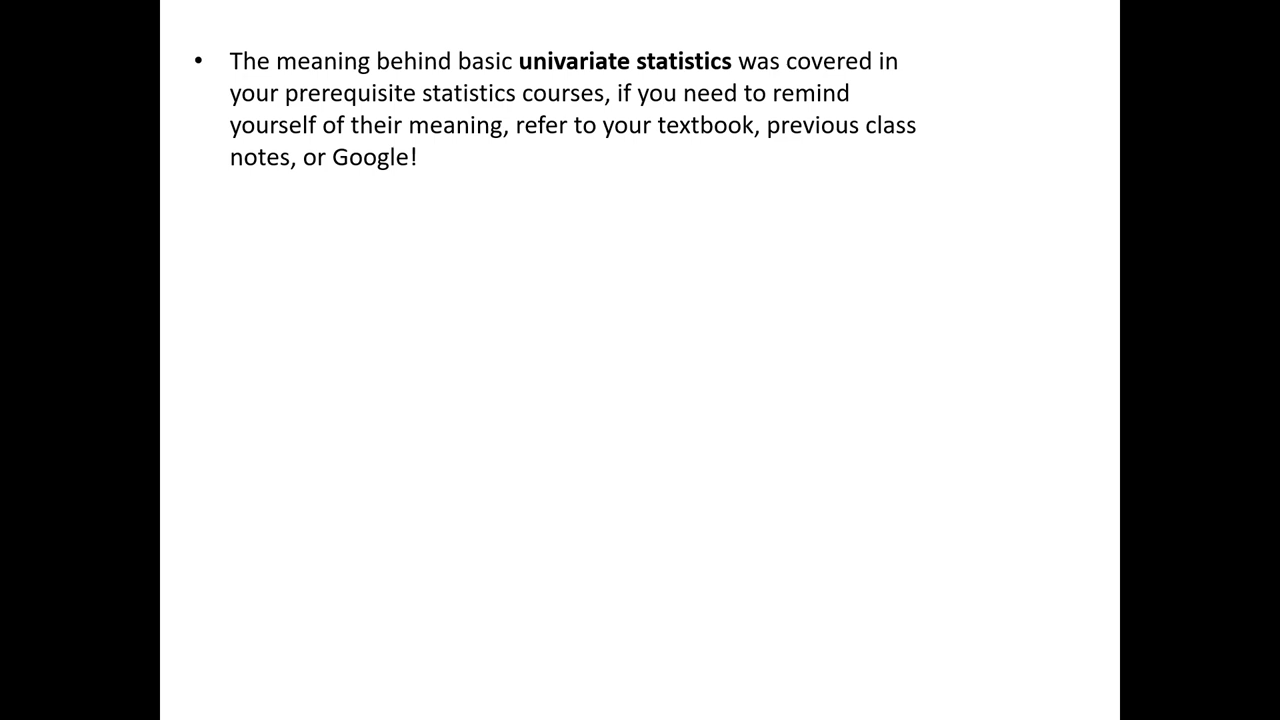 • The meaning behind basic univariate statistics was covered in
your prerequisite statistics courses, if you need to remind
yourself of their meaning, refer to your textbook, previous class
notes, or Google!